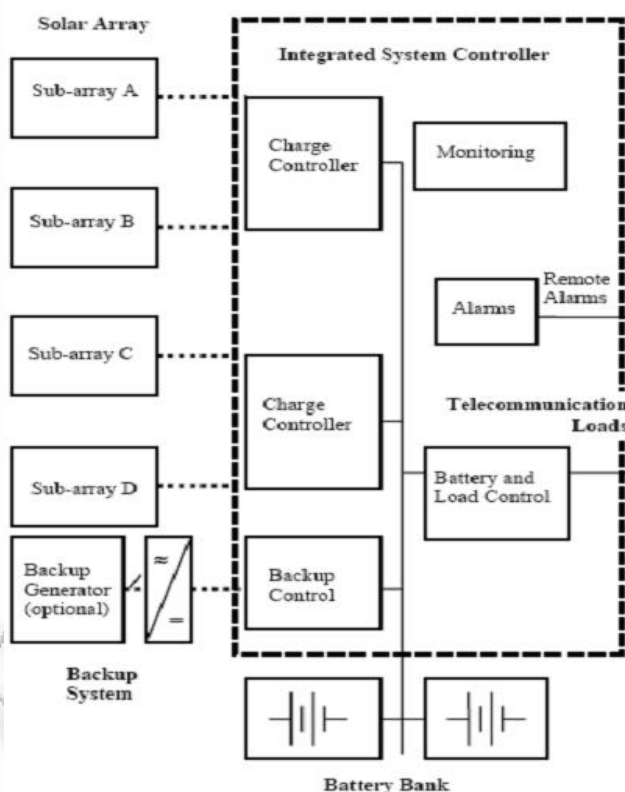 Solar Array
Integrated System Controller
Sub-array A
Charge
Controller
Monitoring
Sub-array B
Remote
Alarms
Alarms
Sub-array C
Charge
Controller
Telecommunication
Loads
Sub-array D
Battery and
Load Control
Backup
Generator
(optional)
≈
=
Backup
Control
Backup
System
Battery Bank